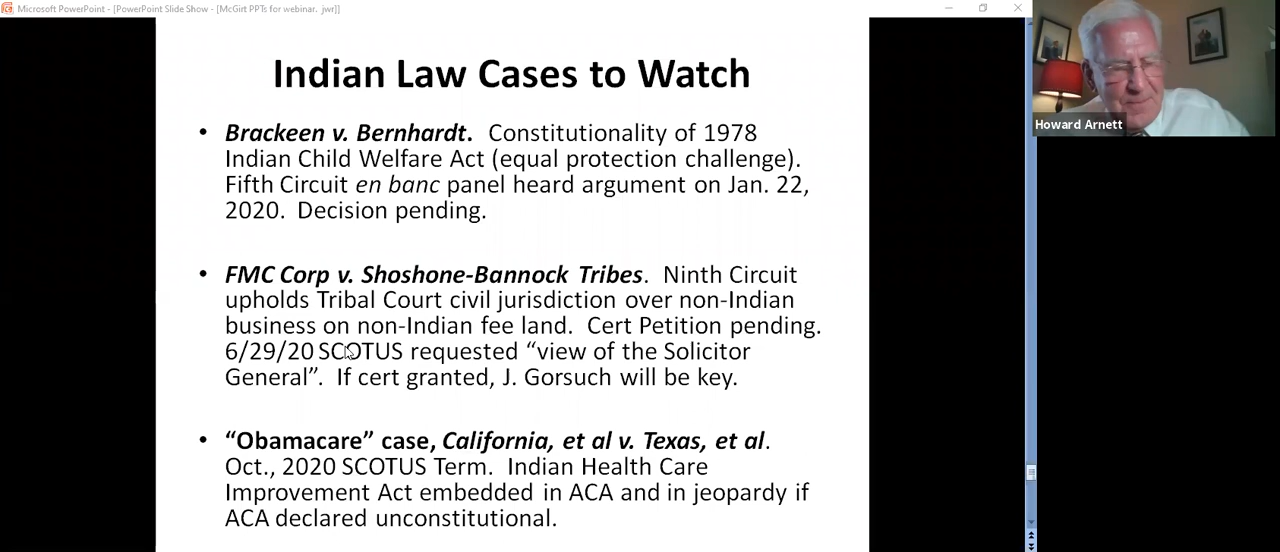 Microsoft PowerPoint - [PowerPoint Slide Show - [McGirt PPTs for webinar. jwr]]
Indian Law Cases to Watch
• Brackeen v. Bernhardt. Constitutionality of 1978
Indian Child Welfare Act (equal protection challenge).
Fifth Circuit en banc panel heard argument on Jan. 22,
2020. Decision pending.
• FMC Corp v. Shoshone-Bannock Tribes. Ninth Circuit
upholds Tribal Court civil jurisdiction over non-Indian
business on non-Indian fee land. Cert Petition pending.
6/29/20 SCOTUS requested “view of the Solicitor
General”. If cert granted, J. Gorsuch will be key.
• “Obamacare” case, California, et al v. Texas, et al.
Oct., 2020 SCOTUS Term. Indian Health Care
Improvement Act embedded in ACA and in jeopardy if
ACA declared unconstitutional.
Howard Arnett